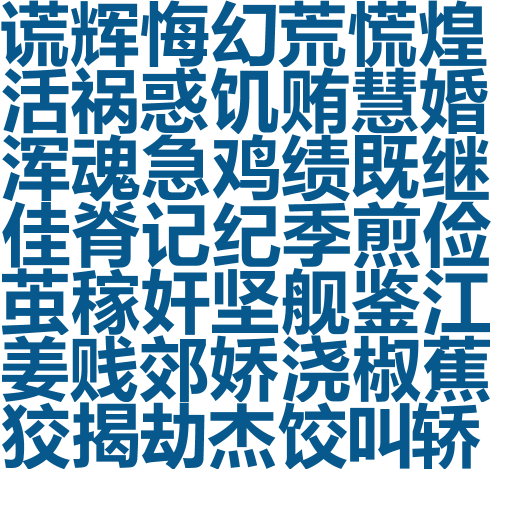 谎辉悔幻荒慌煌
活祸惑饥贿慧婚
浑魂急鸡绩既继
佳脊记纪季煎俭
茧稼奸坚舰鉴江
姜贱郊娇浇椒蕉
狡揭劫杰饺叫轿